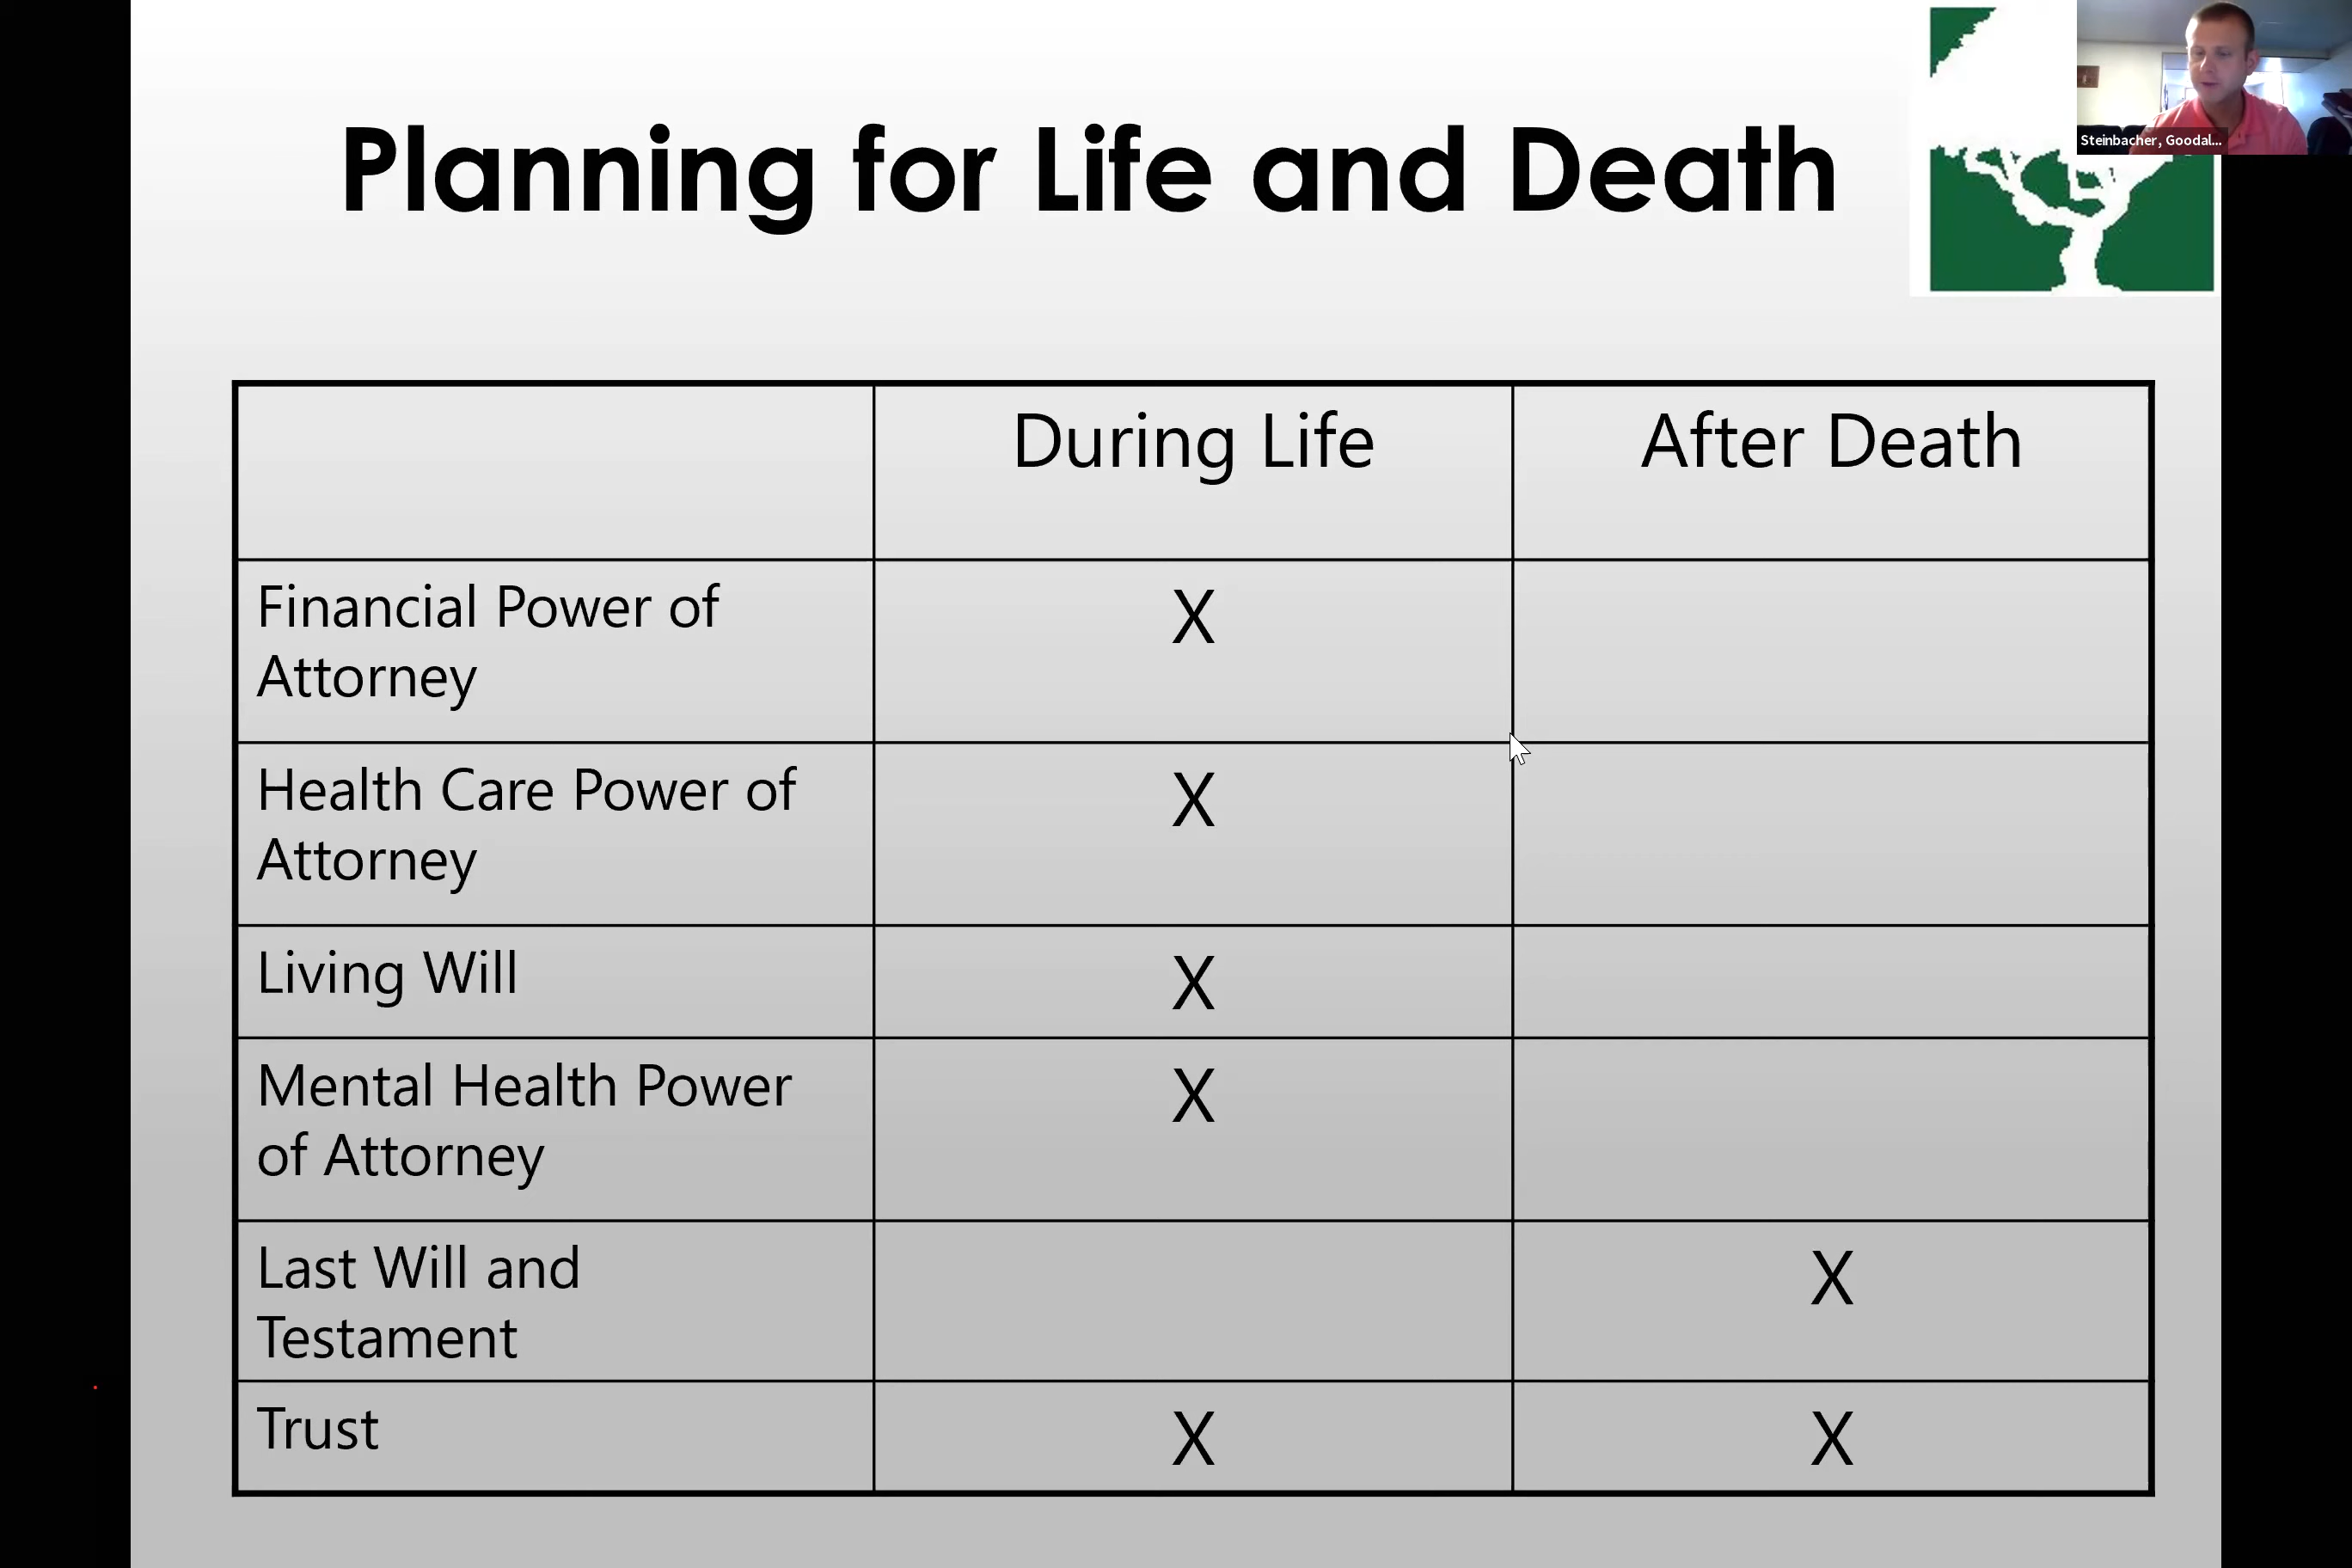 Planning for Life and Death
Steinbacher, Goodal...
During Life After Death
Financial Power of X
Attorney
Health Care Power of X
Attorney
Living Will X
Mental Health Power X
of Attorney
Last Will and X
Testament
Trust X X